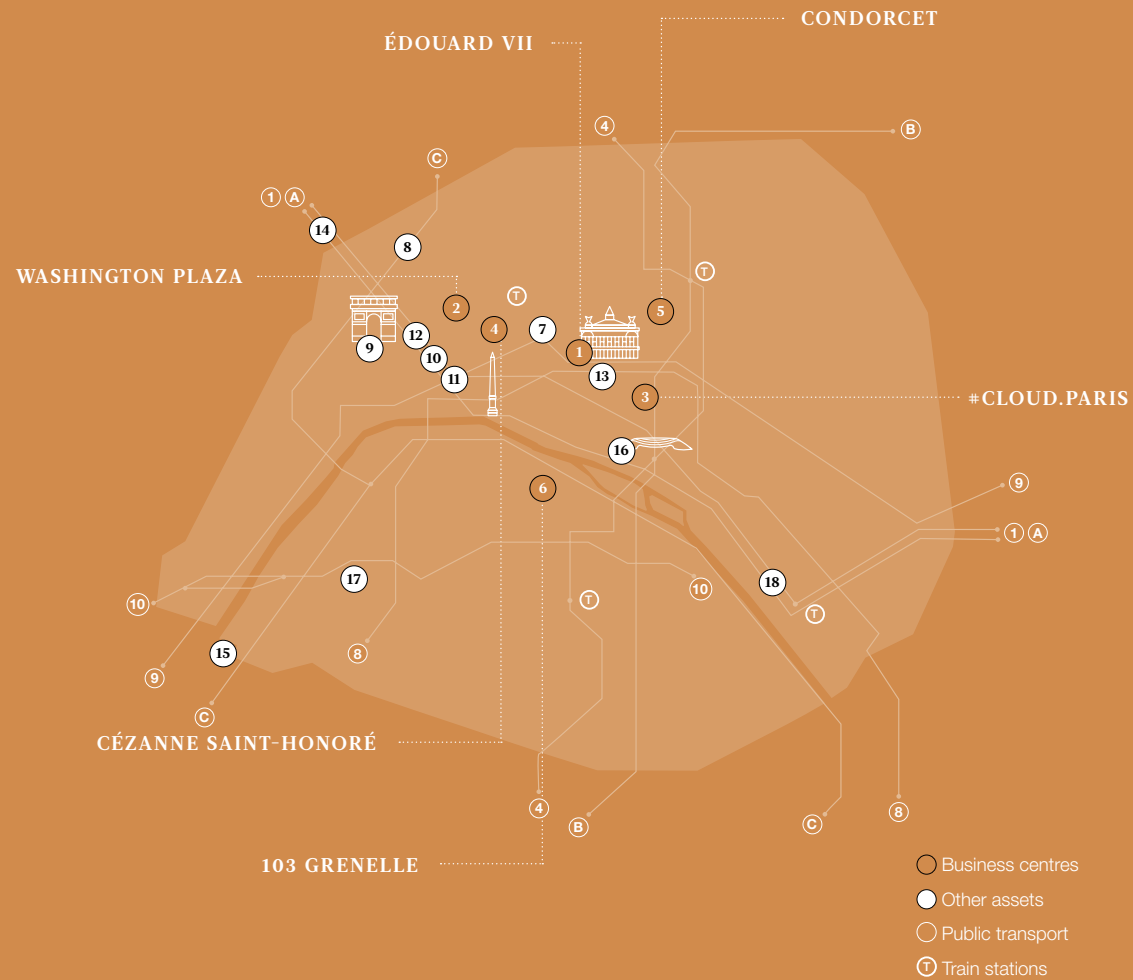 CONDORCET
ÉDOUARD VII
4
B
C
1 A
14
8
WASHINGTON PLAZA
T
T
2
5
4
7
12
1
9
10
13
11
3
#CLOUD.PARIS
16
6
9
1 A
17
18
10
10
T
T
15
8
9
C
CÉZANNE SAINT-HONORÉ
4
8
B
C
103 GRENELLE
Business centres
Other assets
Public transport
T Train stations